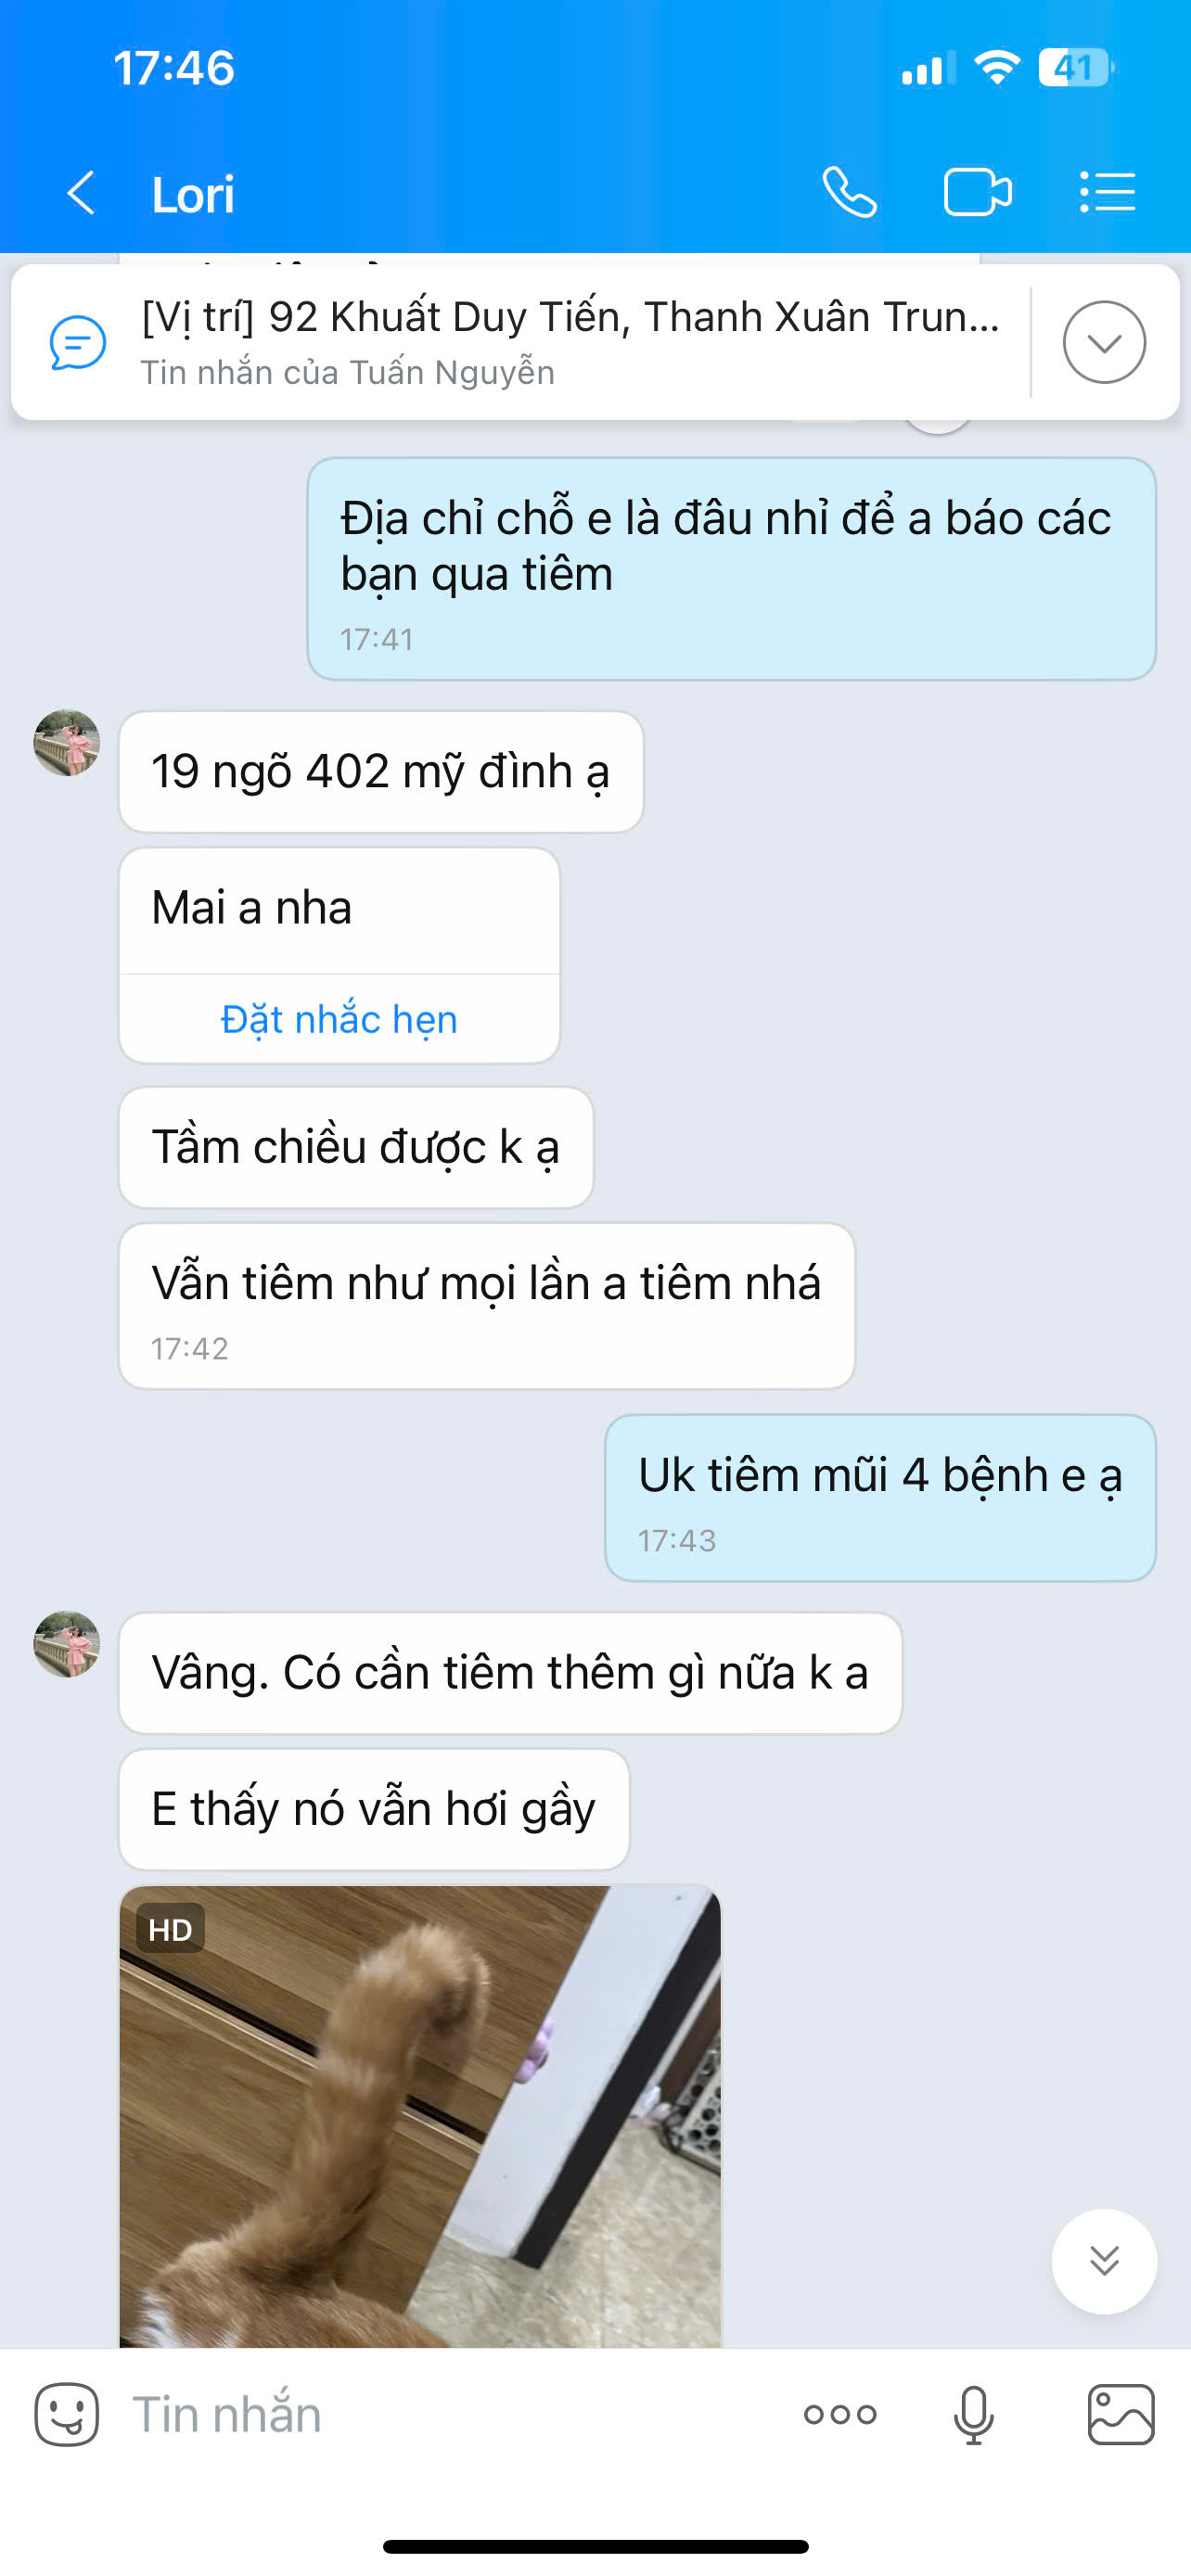 17:46
41
Lori
[Vị trí] 92 Khuất Duy Tiến, Thanh Xuân Trun...
Tin nhắn của Tuấn Nguyễn
Địa chỉ chỗ e là đâu nhỉ để a báo các
bạn qua tiêm
17:41
19 ngõ 402 mỹ đình ạ
Mai a nha
Đặt nhắc hẹn
Tầm chiều được k ạ
Vẫn tiêm như mọi lần a tiêm nhá
17:42
Uk tiêm mũi 4 bệnh e ạ
17:43
Vâng. Có cần tiêm thêm gì nữa k a
E thấy nó vẫn hơi gầy
HD
Tin nhắn